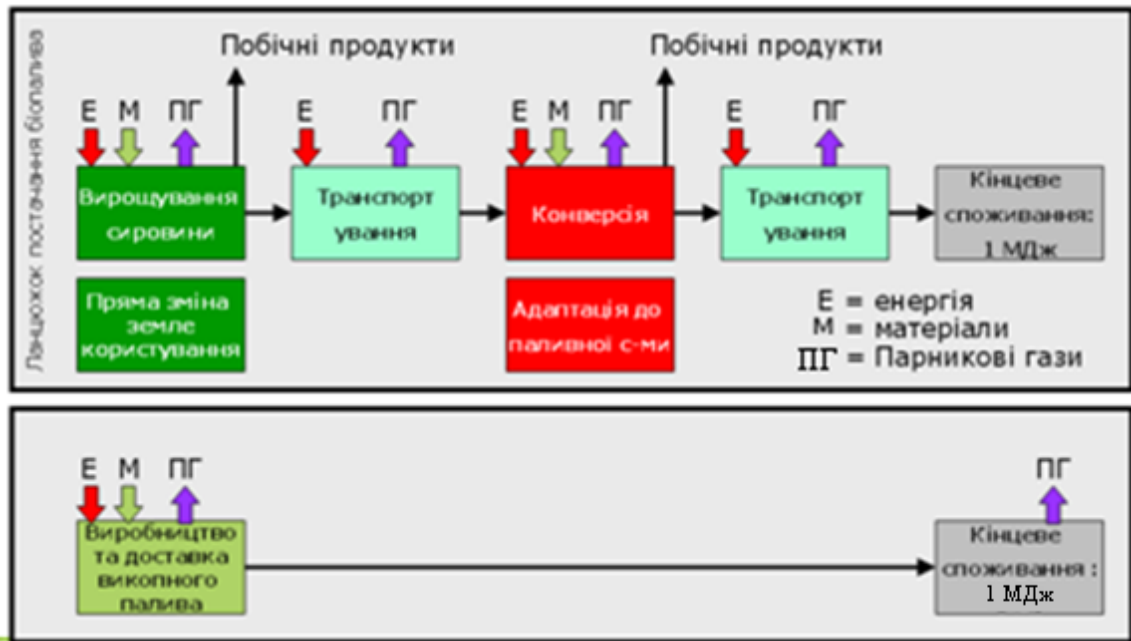 Ланцюжок постачання біопалива
Побічні продукти
Побічні продукти
Е М ПГ
Е ПГ
Е М ПГ
Е ПГ
Вирощування
сировини
Транспорт
ування
Конверсія
Транспорт
ування
Кінцеве
споживання:
1 МДж
Пряма зміна
земле
користування
Адаптація до
паливної с-ми
Е = енергія
М = матеріали
ПГ = Парникові гази
Е М ПГ
ПГ
Виробництво
та доставка
викопного
палива
Кінцеве
споживання :
1 МДж